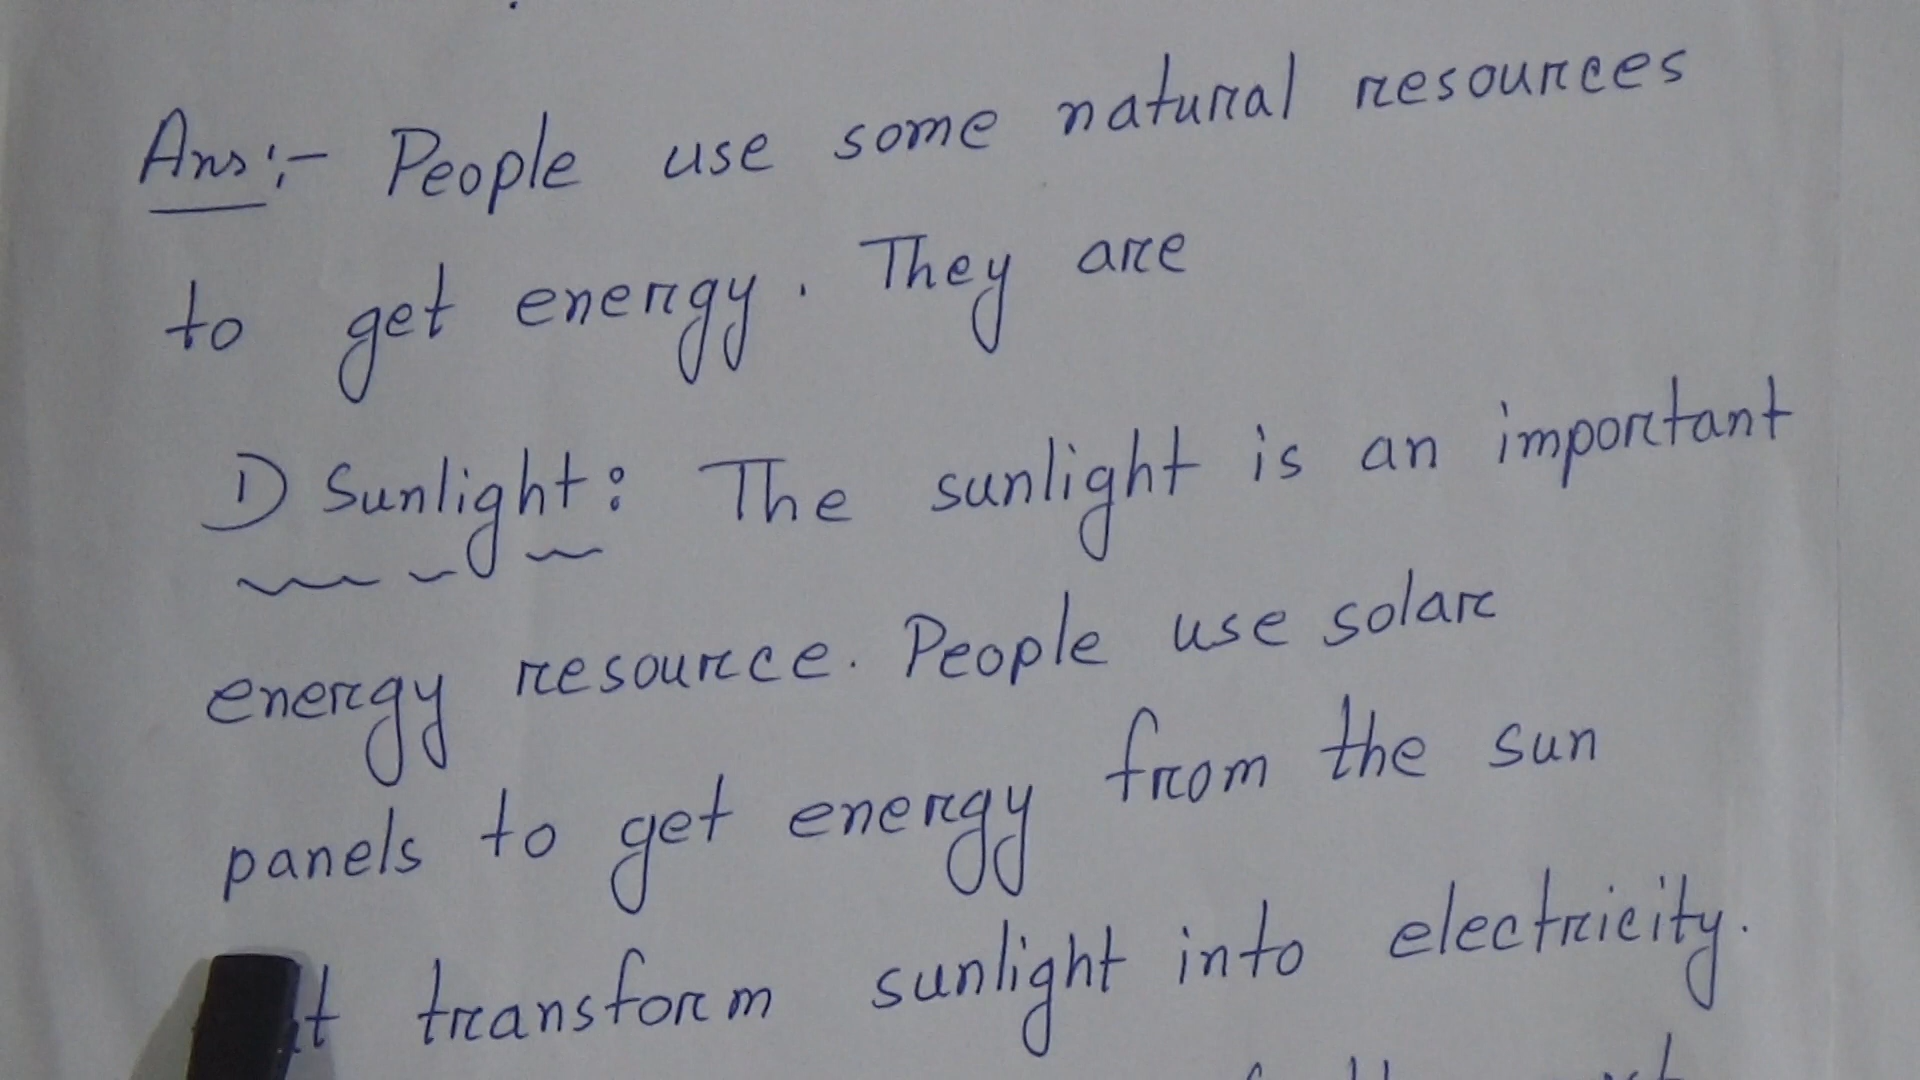 Ans:- People use some natural resources
to get energy. They are
1) Sunlight: The sunlight is an important
energy resource. People use solar
panels to get energy from the sun
transform sunlight into electricity.